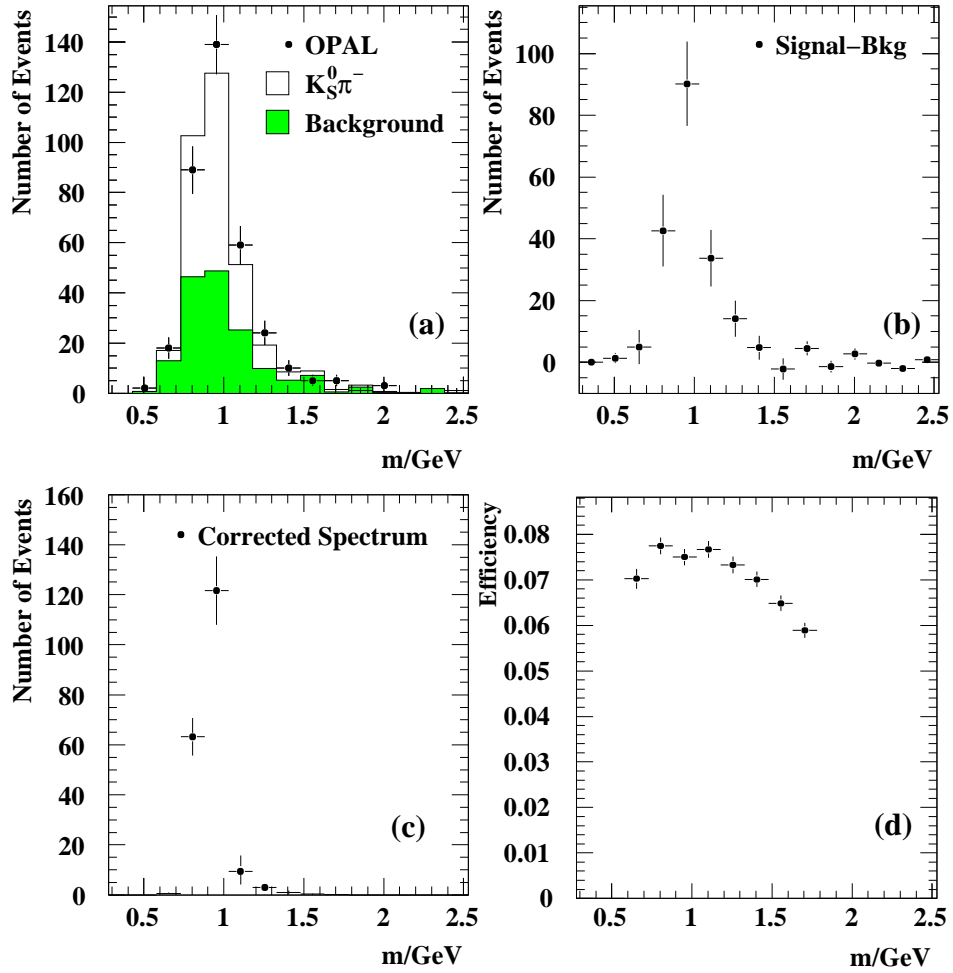 Number of Events
140
120
100
80
60
40
20
0
OPAL
K⁰_Sπ⁻
Background
(a)
0.5 1 1.5 2 2.5
m/GeV
Number of Events
100
80
60
40
20
0
Signal−Bkg
(b)
0.5 1 1.5 2 2.5
m/GeV
Number of Events
160
140
120
100
80
60
40
20
0
Corrected Spectrum
(c)
0.5 1 1.5 2 2.5
m/GeV
Efficiency
0.08
0.07
0.06
0.05
0.04
0.03
0.02
0.01
0
(d)
0.5 1 1.5 2 2.5
m/GeV